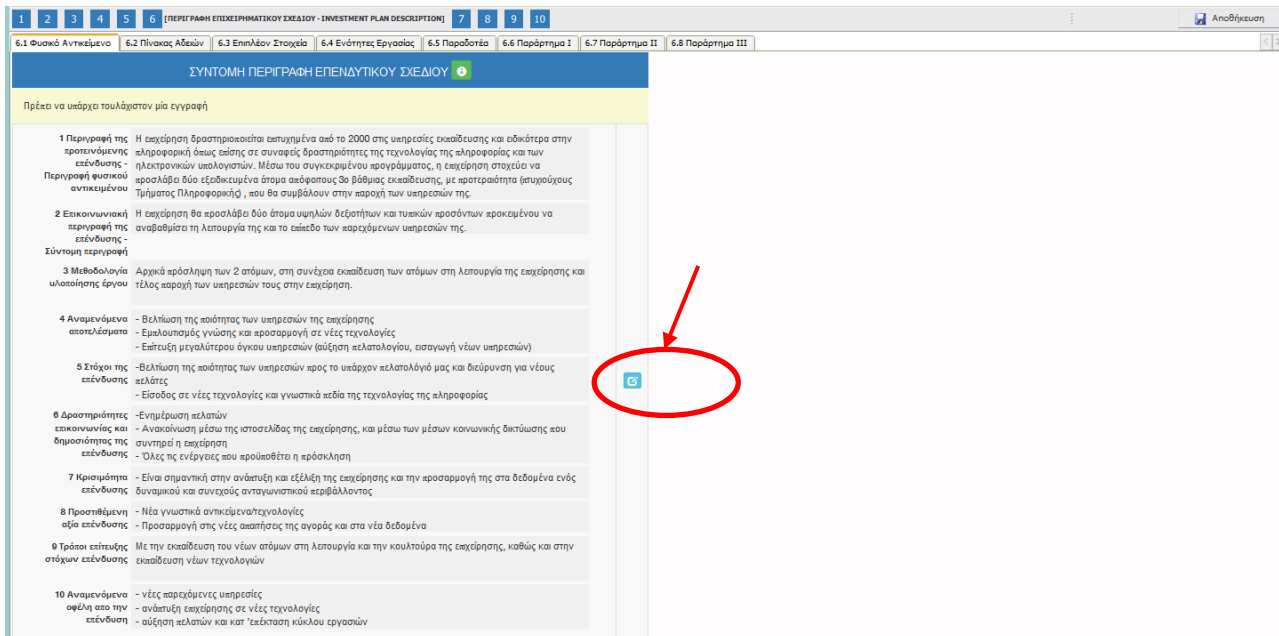 1 2 3 4 5 6 [ΠΕΡΙΓΡΑΦΗ ΕΠΙΧΕΙΡΗΜΑΤΙΚΟΥ ΣΧΕΔΙΟΥ - INVESTMENT PLAN DESCRIPTION] 7 8 9 10 Αποθήκευση
6.1 Φυσικό Αντικείμενο 6.2 Πίνακας Αδειών 6.3 Επιπλέον Στοιχεία 6.4 Ενότητες Εργασίας 6.5 Παραδοτέα 6.6 Παράρτημα Ι 6.7 Παράρτημα ΙΙ 6.8 Παράρτημα ΙΙΙ
ΣΥΝΤΟΜΗ ΠΕΡΙΓΡΑΦΗ ΕΠΕΝΔΥΤΙΚΟΥ ΣΧΕΔΙΟΥ
Πρέπει να υπάρχει τουλάχιστον μία εγγραφή
1 Περιγραφή της
προτεινόμενης
επένδυσης -
Περιγραφή φυσικού
αντικειμένου
Η επιχείρηση δραστηριοποιείται επιτυχημένα από το 2000 στις υπηρεσίες εκπαίδευσης και ειδικότερα στην
πληροφορική όπως επίσης σε συναφείς δραστηριότητες της τεχνολογίας της πληροφορίας και των
ηλεκτρονικών υπολογιστών. Μέσω του συγκεκριμένου προγράμματος, η επιχείρηση στοχεύει να
προσλάβει δύο εξειδικευμένα άτομα απόφοιτους 3ο βάθμιας εκπαίδευσης, με προτεραιότητα (πτυχιούχους
Τμήματος Πληροφορικής) , που θα συμβάλουν στην παροχή των υπηρεσιών της.
2 Επικοινωνιακή
περιγραφή της
επένδυσης -
Σύντομη περιγραφή
Η επιχείρηση θα προσλάβει δύο άτομα υψηλών δεξιοτήτων και τυπικών προσόντων προκειμένου να
αναβαθμίσει τη λειτουργία της και το επίπεδο των παρεχόμενων υπηρεσιών της.
3 Μεθοδολογία
υλοποίησης έργου
Αρχικά πρόσληψη των 2 ατόμων, στη συνέχεια εκπαίδευση των ατόμων στη λειτουργία της επιχείρησης και
τέλος παροχή των υπηρεσιών τους στην επιχείρηση.
4 Αναμενόμενα
αποτελέσματα
- Βελτίωση της ποιότητας των υπηρεσιών της επιχείρησης
- Εμπλουτισμός γνώσης και προσαρμογή σε νέες τεχνολογίες
- Επίτευξη μεγαλύτερου όγκου υπηρεσιών (αύξηση πελατολογίου, εισαγωγή νέων υπηρεσιών)
5 Στόχοι της
επένδυσης
-Βελτίωση της ποιότητας των υπηρεσιών προς το υπάρχον πελατολόγιό μας και διεύρυνση για νέους
πελάτες
- Είσοδος σε νέες τεχνολογίες και γνωστικά πεδία της τεχνολογίας της πληροφορίας
6 Δραστηριότητες
επικοινωνίας και
δημοσιότητας της
επένδυσης
-Ενημέρωση πελατών
- Ανακοίνωση μέσω της ιστοσελίδας της επιχείρησης, και μέσω των μέσων κοινωνικής δικτύωσης που
συντηρεί η επιχείρηση
- Όλες τις ενέργειες που προϋποθέτει η πρόσκληση
7 Κρισιμότητα
επένδυσης
- Είναι σημαντική στην ανάπτυξη και εξέλιξη της επιχείρησης και την προσαρμογή της στα δεδομένα ενός
δυναμικού και συνεχούς ανταγωνιστικού περιβάλλοντος
8 Προστιθέμενη
αξία επένδυσης
- Νέα γνωστικά αντικείμενα/τεχνολογίες
- Προσαρμογή στις νέες απαιτήσεις της αγοράς και στα νέα δεδομένα
9 Τρόποι επίτευξης
στόχων επένδυσης
Με την εκπαίδευση του νέων ατόμων στη λειτουργία και την κουλτούρα της επιχείρησης, καθώς και στην
εκπαίδευση νέων τεχνολογιών
10 Αναμενόμενα
οφέλη απο την
επένδυση
- νέες παρεχόμενες υπηρεσίες
- ανάπτυξη επιχείρησης σε νέες τεχνολογίες
- αύξηση πελατών και κατ 'επέκταση κύκλου εργασιών